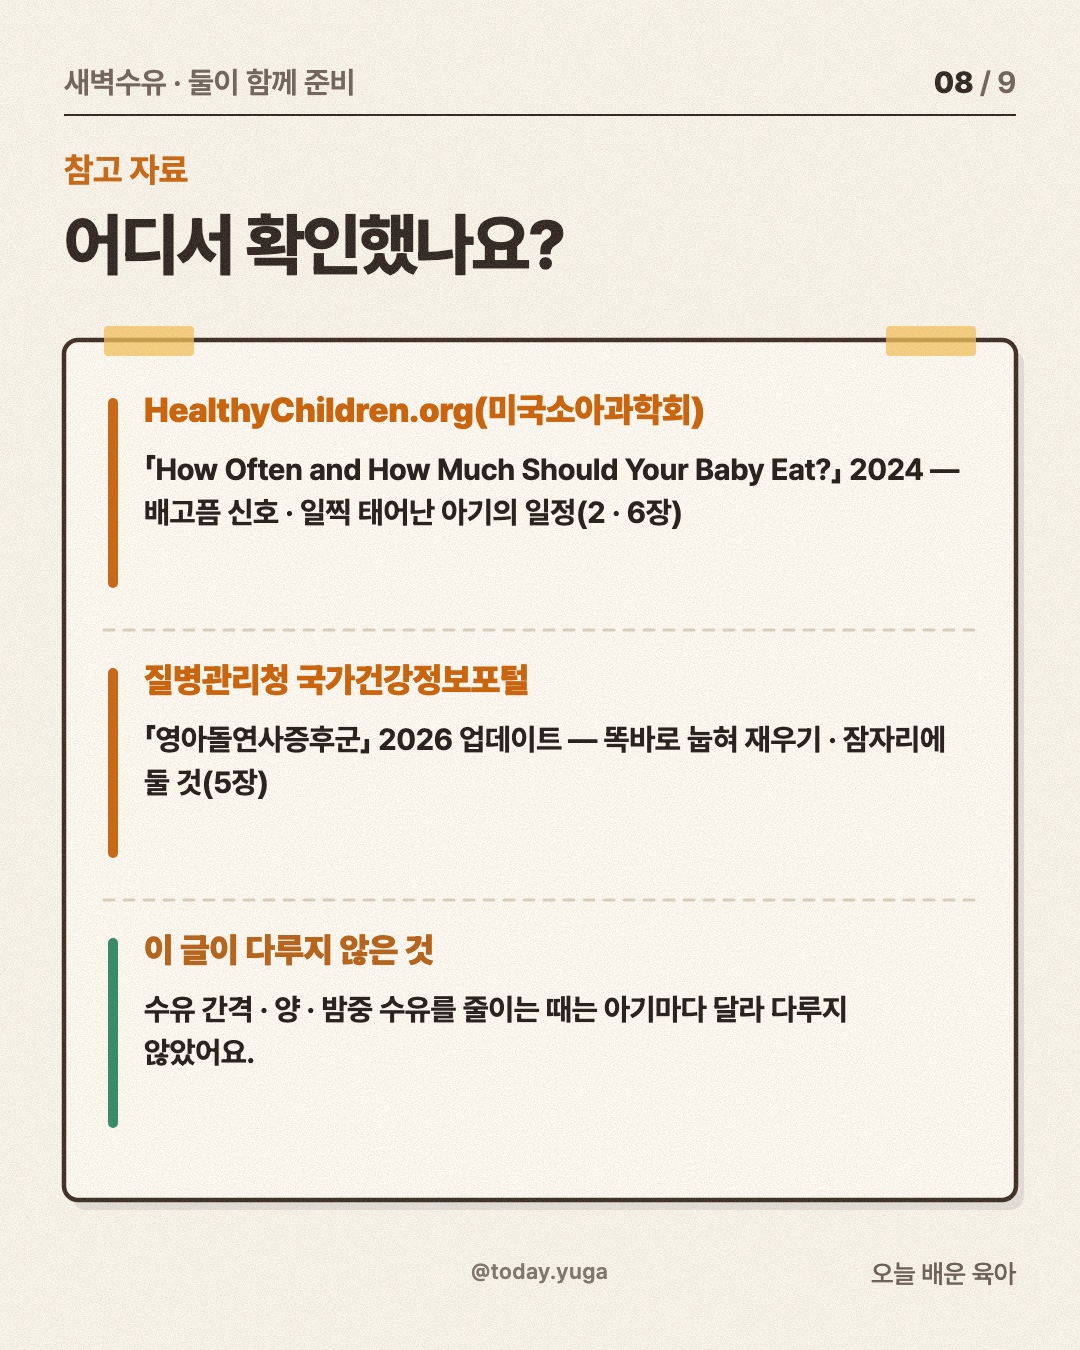 새벽수유 · 둘이 함께 준비
08 / 9
참고 자료
어디서 확인했나요?
HealthyChildren.org(미국소아과학회)
「How Often and How Much Should Your Baby Eat?」 2024 —
배고픔 신호 · 일찍 태어난 아기의 일정(2 · 6장)
질병관리청 국가건강정보포털
「영아돌연사증후군」 2026 업데이트 — 똑바로 눕혀 재우기 · 잠자리에
둘 것(5장)
이 글이 다루지 않은 것
수유 간격 · 양 · 밤중 수유를 줄이는 때는 아기마다 달라 다루지
않았어요.
@today.yuga
오늘 배운 육아